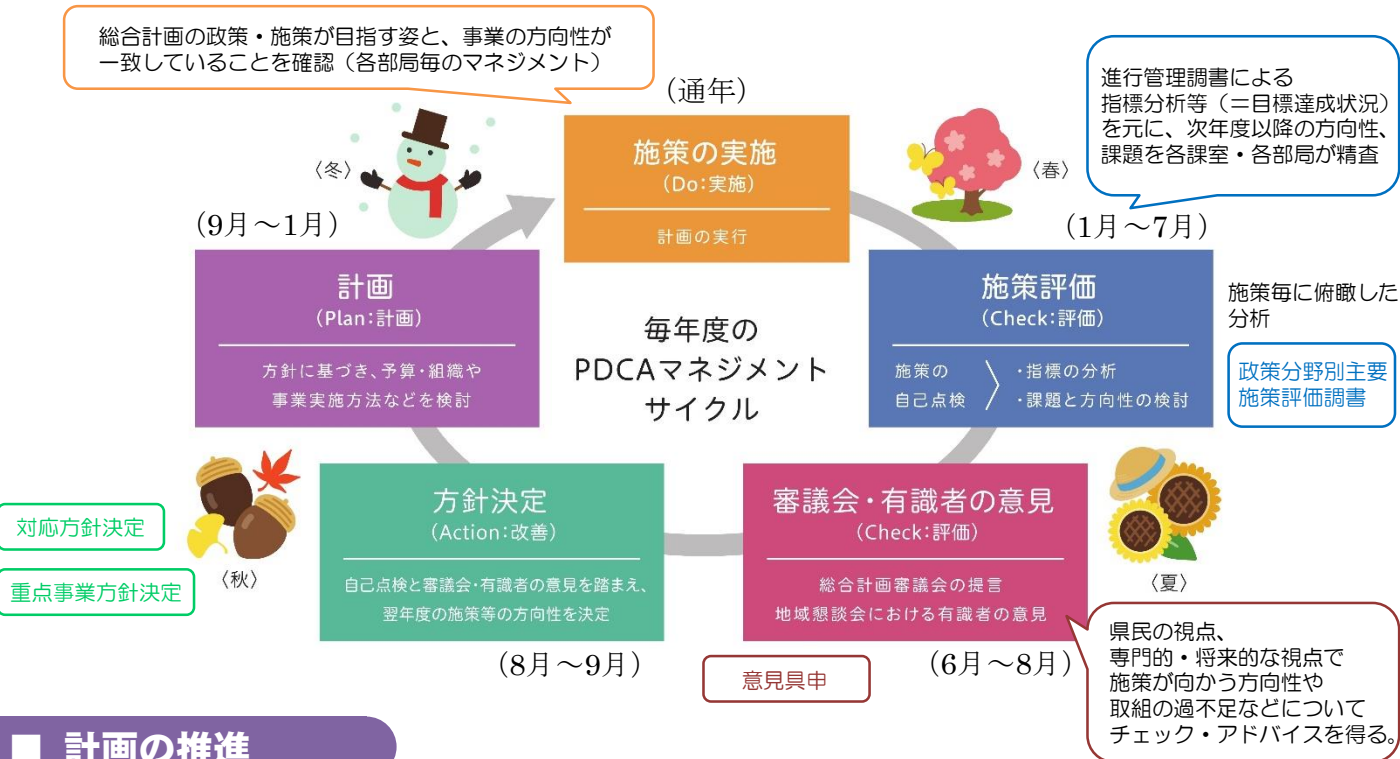 総合計画の政策・施策が目指す姿と、事業の方向性が
一致していることを確認（各部局毎のマネジメント）
（通年）
施策の実施
（Do：実施）
計画の実行
〈冬〉
〈春〉
進行管理調書による
指標分析等（＝目標達成状況）
を元に、次年度以降の方向性、
課題を各課室・各部局が精査
（9月～1月）
計画
（Plan：計画）
方針に基づき、予算・組織や
事業実施方法などを検討
毎年度の
PDCAマネジメント
サイクル
（1月～7月）
施策評価
（Check：評価）
施策の
自己点検
・指標の分析
・課題と方向性の検討
施策毎に俯瞰した
分析
政策分野別主要
施策評価調書
対応方針決定
重点事業方針決定
〈秋〉
方針決定
（Action：改善）
自己点検と審議会・有識者の意見を踏まえ、
翌年度の施策等の方向性を決定
（8月～9月）
審議会・有識者の意見
（Check：評価）
総合計画審議会の提言
地域懇談会における有識者の意見
（6月～8月）
〈夏〉
意見具申
県民の視点、
専門的・将来的な視点で
施策が向かう方向性や
取組の過不足などについて
チェック・アドバイスを得る。
■ 計画の推進